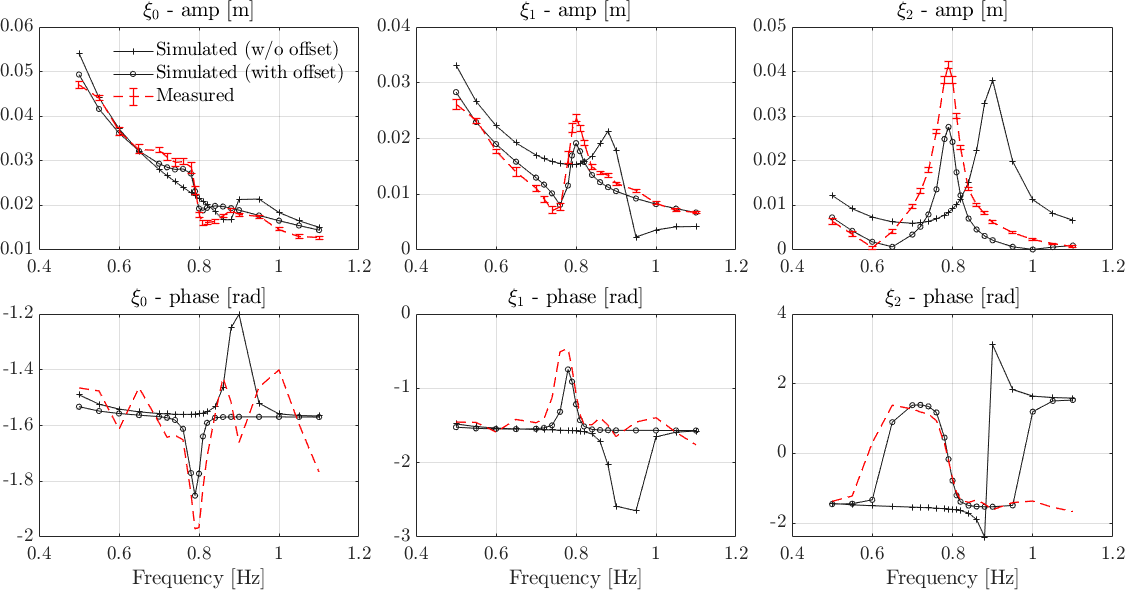 ξ0 - amp [m]
0.06
0.05
0.04
0.03
0.02
0.01
0.4 0.6 0.8 1 1.2
Simulated (w/o offset)
Simulated (with offset)
Measured
ξ1 - amp [m]
0.04
0.03
0.02
0.01
0
0.4 0.6 0.8 1 1.2
ξ2 - amp [m]
0.05
0.04
0.03
0.02
0.01
0
0.4 0.6 0.8 1 1.2
ξ0 - phase [rad]
-1.2
-1.4
-1.6
-1.8
-2
0.4 0.6 0.8 1 1.2
Frequency [Hz]
ξ1 - phase [rad]
0
-1
-2
-3
0.4 0.6 0.8 1 1.2
Frequency [Hz]
ξ2 - phase [rad]
4
2
0
-2
0.4 0.6 0.8 1 1.2
Frequency [Hz]